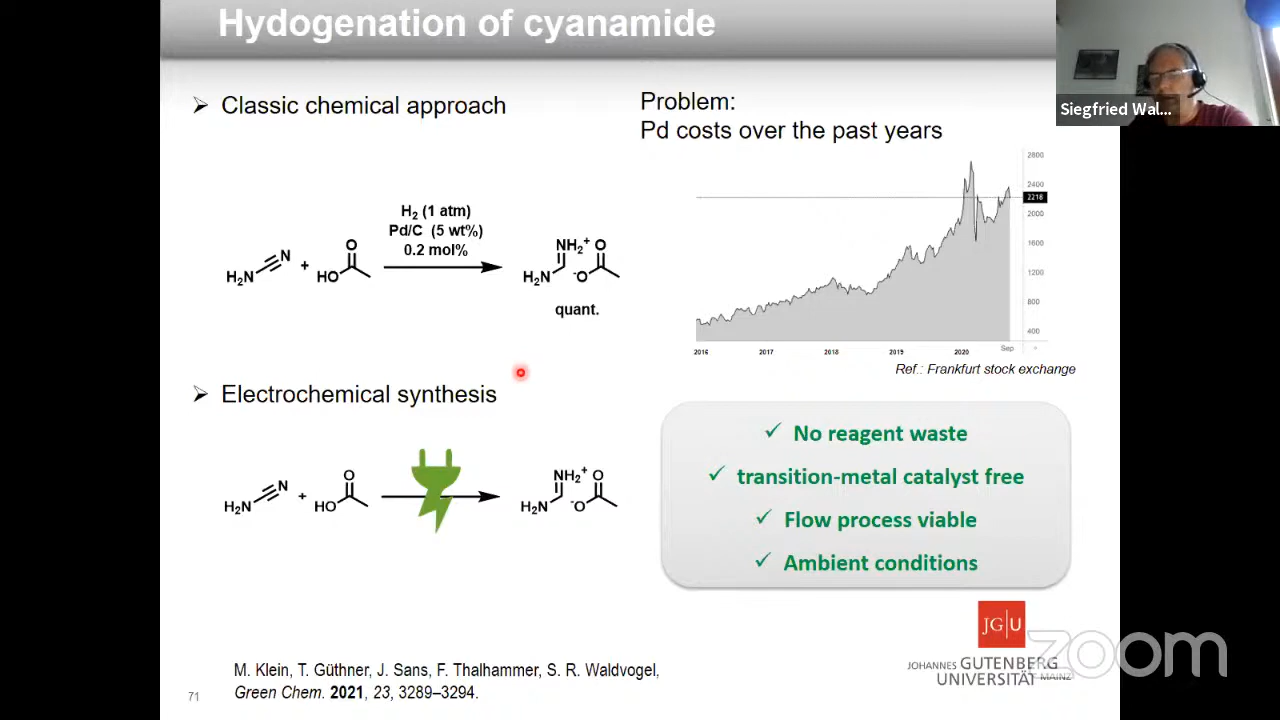 Hydogenation of cyanamide
Siegfried Wal...
➢ Classic chemical approach
Problem:
Pd costs over the past years
H₂ (1 atm)
Pd/C (5 wt%)
0.2 mol%
H₂N
N
+
HO
O
NH₂⁺ O
H₂N
⁻O
quant.
2800
2400
2218
2000
1600
1200
800
400
2016 2017 2018 2019 2020 Sep
Ref.: Frankfurt stock exchange
➢ Electrochemical synthesis
H₂N
N
+
HO
O
NH₂⁺ O
H₂N
⁻O
✓ No reagent waste
✓ transition-metal catalyst free
✓ Flow process viable
✓ Ambient conditions
JG|U
JOHANNES GUTENBERG
UNIVERSITÄT MAINZ
zoom
M. Klein, T. Güthner, J. Sans, F. Thalhammer, S. R. Waldvogel,
Green Chem. 2021, 23, 3289–3294.
71